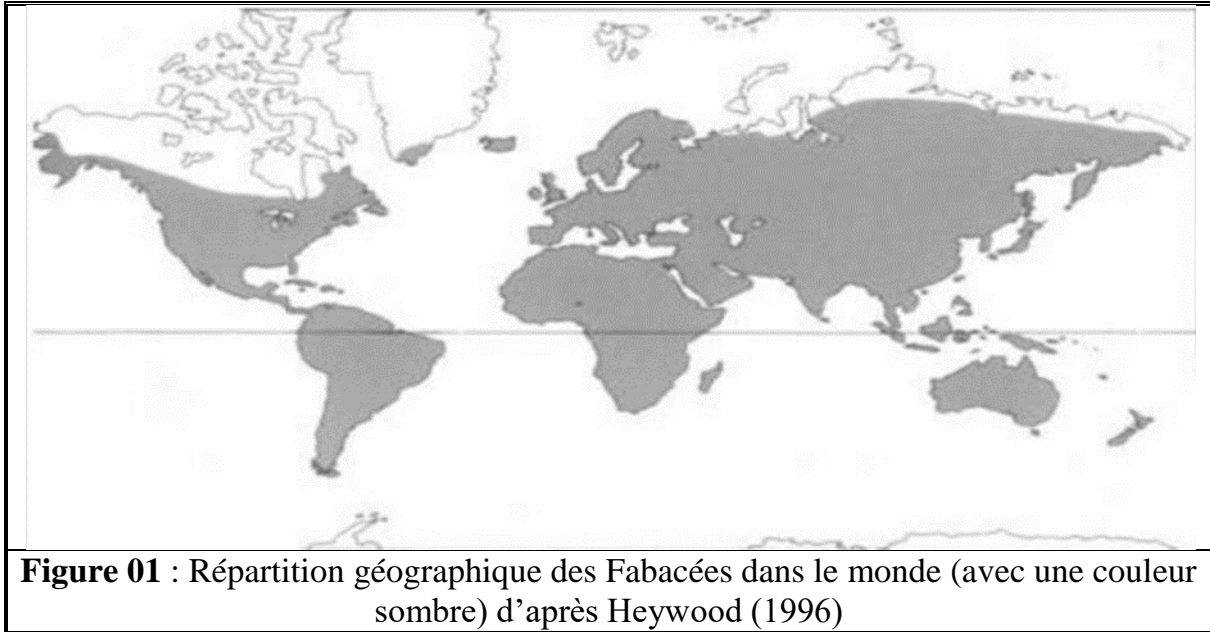 Figure 01 : Répartition géographique des Fabacées dans le monde (avec une couleur
sombre) d’après Heywood (1996)